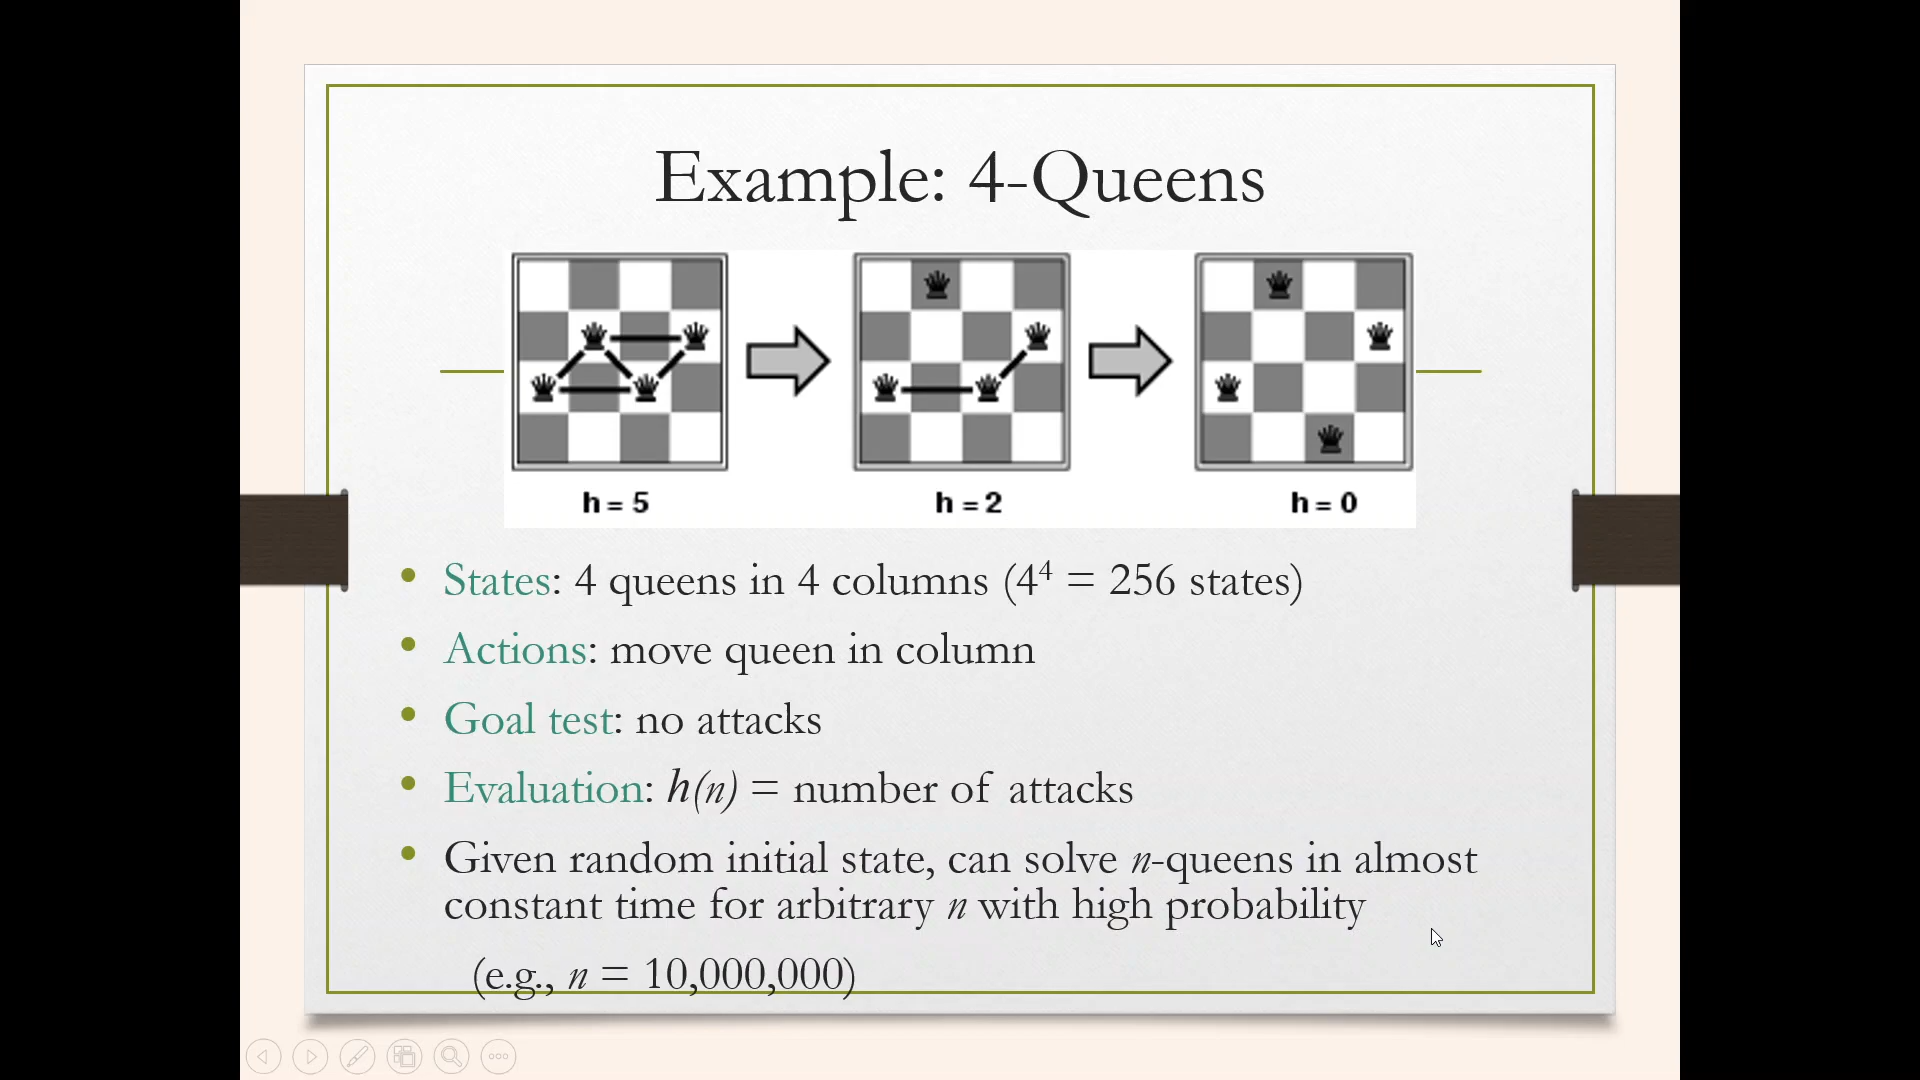 Example: 4-Queens
h = 5
h = 2
h = 0
• States: 4 queens in 4 columns (4⁴ = 256 states)
• Actions: move queen in column
• Goal test: no attacks
• Evaluation: h(n) = number of attacks
• Given random initial state, can solve n-queens in almost
constant time for arbitrary n with high probability
(e.g., n = 10,000,000)